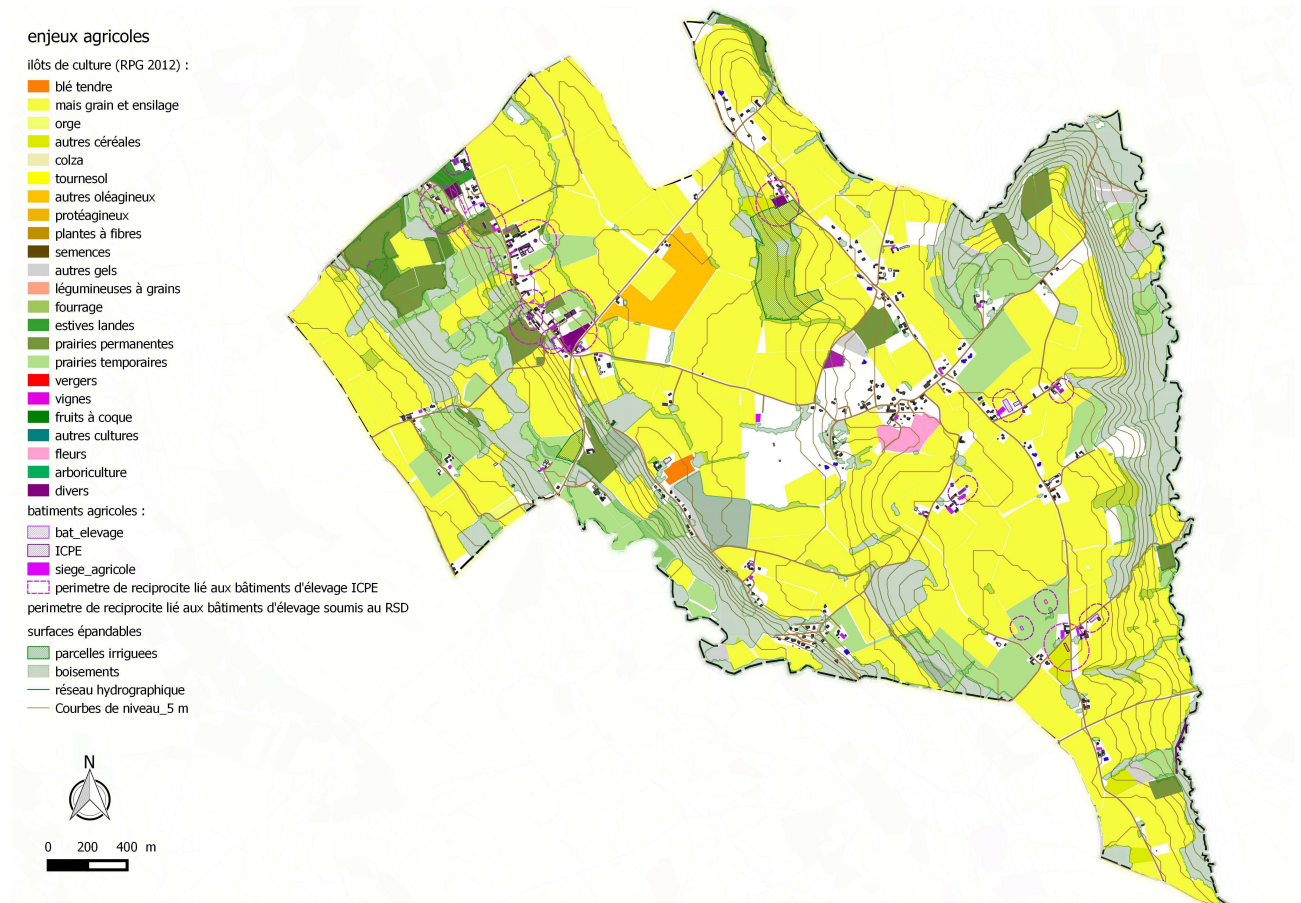 enjeux agricoles
ilôts de culture (RPG 2012) :
blé tendre
mais grain et ensilage
orge
autres céréales
colza
tournesol
autres oléagineux
protéagineux
plantes à fibres
semences
autres gels
légumineuses à grains
fourrage
estives landes
prairies permanentes
prairies temporaires
vergers
vignes
fruits à coque
autres cultures
fleurs
arboriculture
divers
batiments agricoles :
bat_elevage
ICPE
siege_agricole
perimetre de reciprocite lié aux bâtiments d'élevage ICPE
perimetre de reciprocite lié aux bâtiments d'élevage soumis au RSD
surfaces épandables
parcelles irriguees
boisements
réseau hydrographique
Courbes de niveau_5 m
N
0 200 400 m